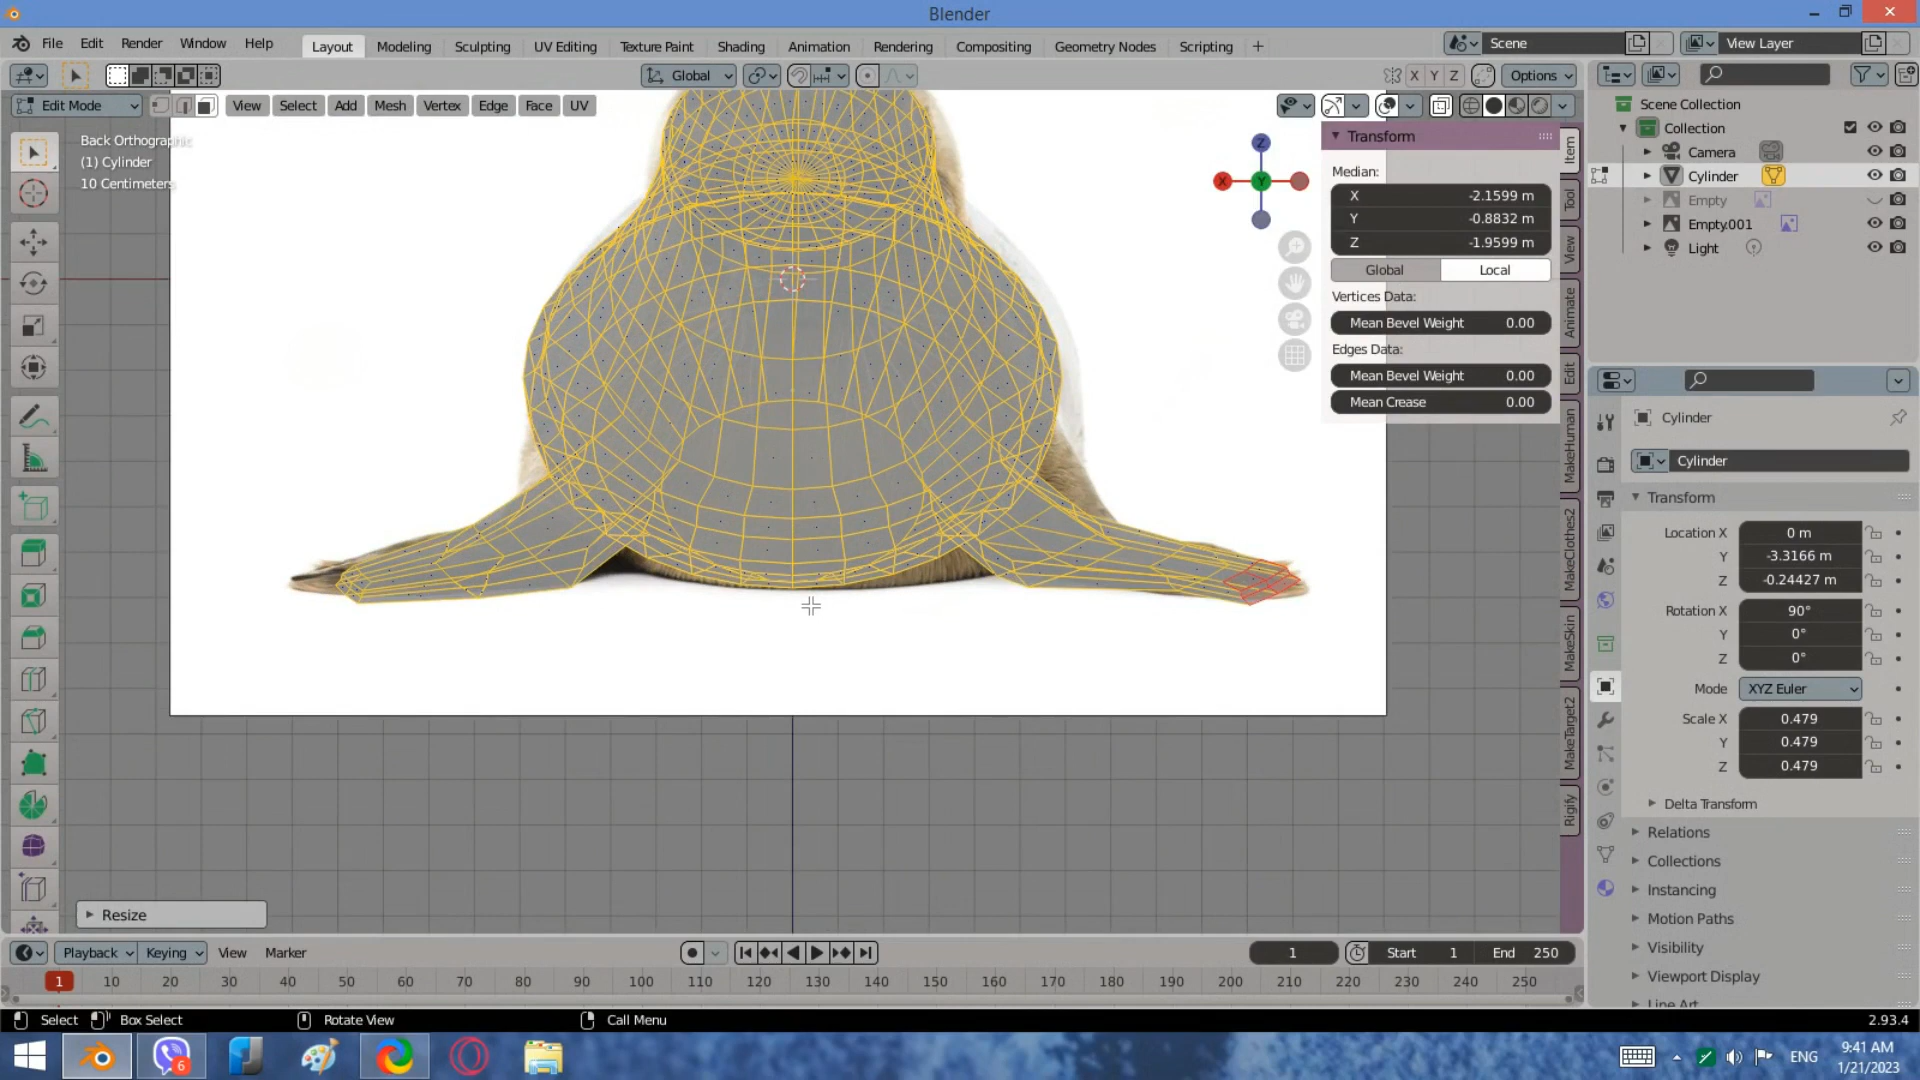 Blender
File Edit Render Window Help Layout Modeling Sculpting UV Editing Texture Paint Shading Animation Rendering Compositing Geometry Nodes Scripting + Scene View Layer
Global X Y Z Options
Edit Mode View Select Add Mesh Vertex Edge Face UV
Back Orthographic
(1) Cylinder
10 Centimeters
Z
X
Y
Transform
Median:
X -2.1599 m
Y -0.8832 m
Z -1.9599 m
Global Local
Vertices Data:
Mean Bevel Weight 0.00
Edges Data:
Mean Bevel Weight 0.00
Mean Crease 0.00
Item
Tool
View
Animate
Edit
MakeHuman
MakeClothes2
MakeSkin
MakeTarget2
Rigify
Scene Collection
Collection
Camera
Cylinder
Empty
Empty.001
Light
Cylinder
Cylinder
Transform
Location X 0 m
Y -3.3166 m
Z -0.24427 m
Rotation X 90°
Y 0°
Z 0°
Mode XYZ Euler
Scale X 0.479
Y 0.479
Z 0.479
Delta Transform
Relations
Collections
Instancing
Motion Paths
Visibility
Viewport Display
Line Art
Resize
Playback Keying View Marker 1 Start 1 End 250
1 10 20 30 40 50 60 70 80 90 100 110 120 130 140 150 160 170 180 190 200 210 220 230 240 250
Select Box Select Rotate View Call Menu 2.93.4
6 ENG 9:41 AM
1/21/2023